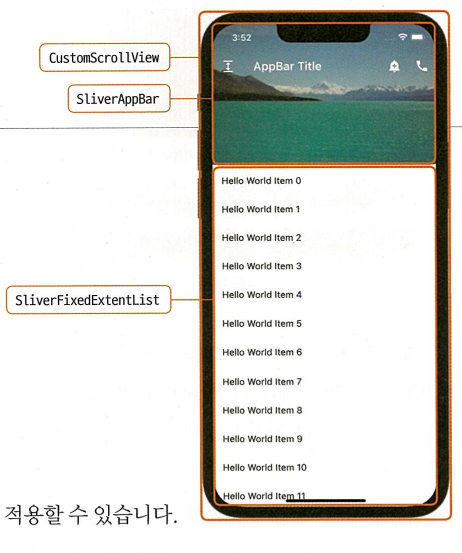 3:52
CustomScrollView
AppBar Title
SliverAppBar
Hello World Item 0
Hello World Item 1
Hello World Item 2
Hello World Item 3
SliverFixedExtentList
Hello World Item 4
Hello World Item 5
Hello World Item 6
Hello World Item 7
Hello World Item 8
Hello World Item 9
Hello World Item 10
Hello World Item 11
적용할 수 있습니다.